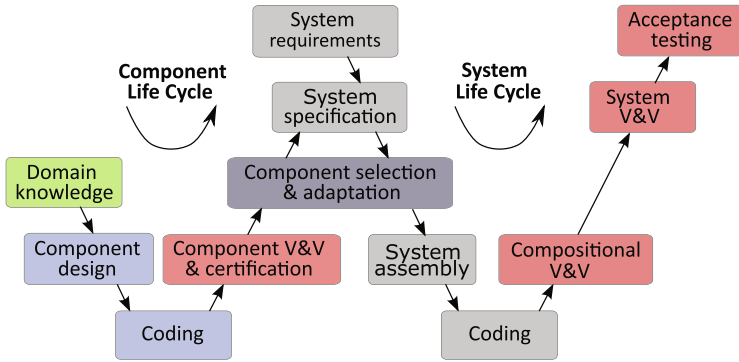 System
requirements
Acceptance
testing
Component
Life Cycle
System
Life Cycle
System
specification
System
V&V
Domain
knowledge
Component selection
& adaptation
Component
design
Component V&V
& certification
System
assembly
Compositional
V&V
Coding
Coding